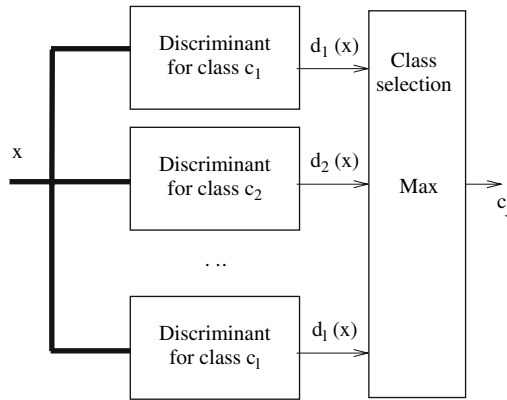 Discriminant
for class c₁
d₁ (x)
Class
selection
x
Discriminant
for class c₂
d₂ (x)
Max
. ..
Discriminant
for class cₗ
dₗ (x)